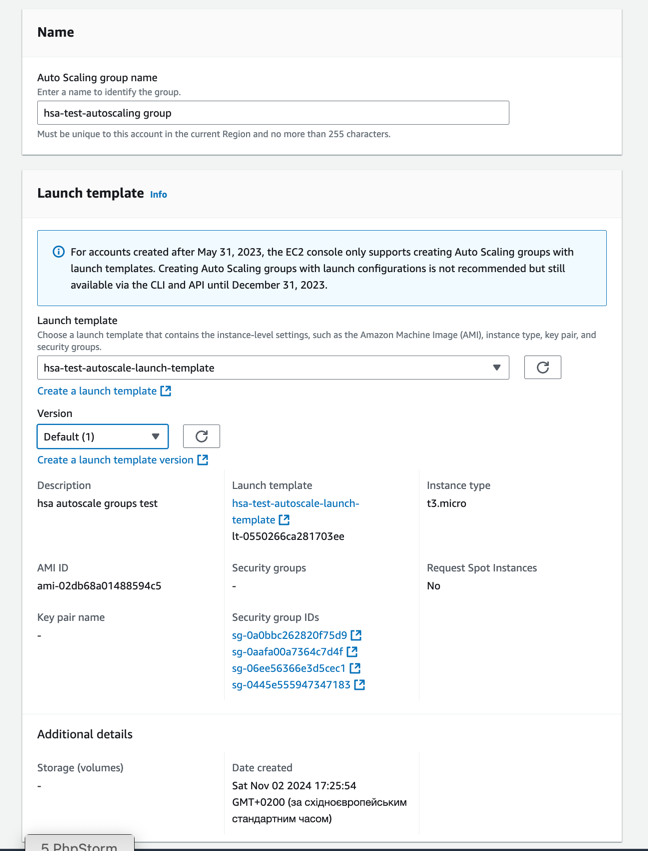 Name
Auto Scaling group name
Enter a name to identify the group.
hsa-test-autoscaling group
Must be unique to this account in the current Region and no more than 255 characters.
Launch template Info
For accounts created after May 31, 2023, the EC2 console only supports creating Auto Scaling groups with
launch templates. Creating Auto Scaling groups with launch configurations is not recommended but still
available via the CLI and API until December 31, 2023.
Launch template
Choose a launch template that contains the instance-level settings, such as the Amazon Machine Image (AMI), instance type, key pair, and
security groups.
hsa-test-autoscale-launch-template
Create a launch template
Version
Default (1)
Create a launch template version
Description
hsa autoscale groups test
Launch template
hsa-test-autoscale-launch-
template
lt-0550266ca281703ee
Instance type
t3.micro
AMI ID
ami-02db68a01488594c5
Security groups
-
Request Spot Instances
No
Key pair name
-
Security group IDs
sg-0a0bbc262820f75d9
sg-0aafa00a7364c7d4f
sg-06ee56366e3d5cec1
sg-0445e555947347183
Additional details
Storage (volumes)
-
Date created
Sat Nov 02 2024 17:25:54
GMT+0200 (за східноєвропейським
стандартним часом)
5 PhpStorm